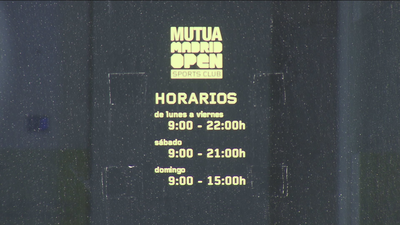 MUTUA
MADRID
OPEN
SPORTS CLUB
HORARIOS
de lunes a viernes
9:00 - 22:00h
sábado
9:00 - 21:00h
domingo
9:00 - 15:00h